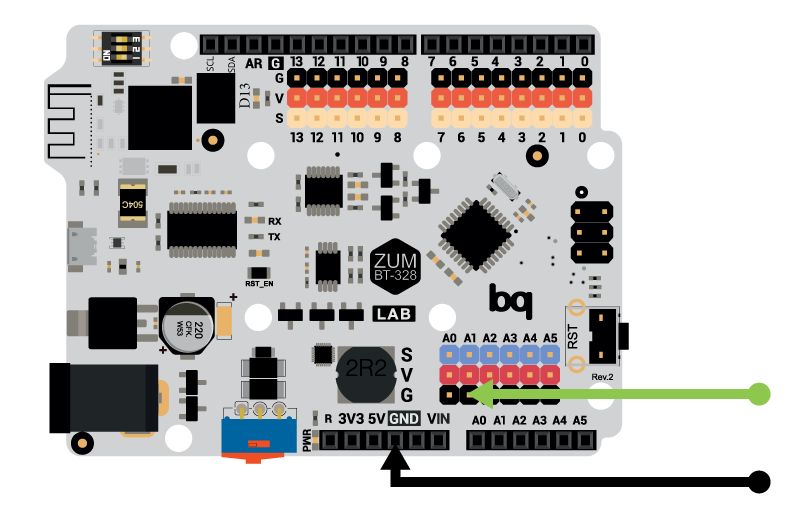 3 2 1
ON
SCL
SDA
AR G 13 12 11 10 9 8
7 6 5 4 3 2 1 0
G
V
S
D13
13 12 11 10 9 8
7 6 5 4 3 2 1 0
504C
RX
TX
RST_EN
ZUM
BT-328
LAB
bq
220
CFK
WS3
+
+
2R2
S
V
G
A0 A1 A2 A3 A4 A5
RST
Rev.2
PWR
R 3V3 5V GND VIN
A0 A1 A2 A3 A4 A5